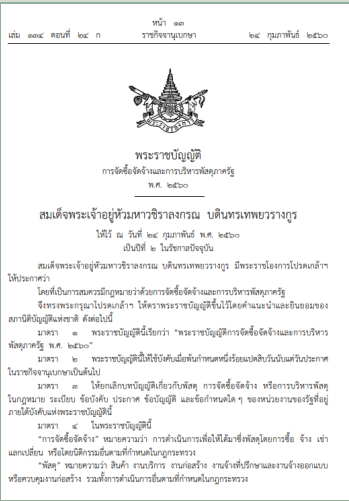 หน้า ๑๓
เล่ม ๑๓๔ ตอนที่ ๒๔ ก ราชกิจจานุเบกษา ๒๔ กุมภาพันธ์ ๒๕๖๐
พระราชบัญญัติ
การจัดซื้อจัดจ้างและการบริหารพัสดุภาครัฐ
พ.ศ. ๒๕๖๐
สมเด็จพระเจ้าอยู่หัวมหาวชิราลงกรณ บดินทรเทพยวรางกูร
ให้ไว้ ณ วันที่ ๒๔ กุมภาพันธ์ พ.ศ. ๒๕๖๐
เป็นปีที่ ๒ ในรัชกาลปัจจุบัน
สมเด็จพระเจ้าอยู่หัวมหาวชิราลงกรณ บดินทรเทพยวรางกูร มีพระราชโองการโปรดเกล้าฯ
ให้ประกาศว่า
โดยที่เป็นการสมควรมีกฎหมายว่าด้วยการจัดซื้อจัดจ้างและการบริหารพัสดุภาครัฐ
จึงทรงพระกรุณาโปรดเกล้าฯ ให้ตราพระราชบัญญัติขึ้นไว้โดยคำแนะนำและยินยอมของ
สภานิติบัญญัติแห่งชาติ ดังต่อไปนี้
มาตรา ๑ พระราชบัญญัตินี้เรียกว่า “พระราชบัญญัติการจัดซื้อจัดจ้างและการบริหาร
พัสดุภาครัฐ พ.ศ. ๒๕๖๐”
มาตรา ๒ พระราชบัญญัตินี้ให้ใช้บังคับเมื่อพ้นกำหนดหนึ่งร้อยแปดสิบวันนับแต่วันประกาศ
ในราชกิจจานุเบกษาเป็นต้นไป
มาตรา ๓ ให้ยกเลิกบทบัญญัติเกี่ยวกับพัสดุ การจัดซื้อจัดจ้าง หรือการบริหารพัสดุ
ในกฎหมาย ระเบียบ ข้อบังคับ ประกาศ ข้อบัญญัติ และข้อกำหนดใด ๆ ของหน่วยงานของรัฐที่อยู่
ภายใต้บังคับแห่งพระราชบัญญัตินี้
มาตรา ๔ ในพระราชบัญญัตินี้
“การจัดซื้อจัดจ้าง” หมายความว่า การดำเนินการเพื่อให้ได้มาซึ่งพัสดุโดยการซื้อ จ้าง เช่า
แลกเปลี่ยน หรือโดยนิติกรรมอื่นตามที่กำหนดในกฎกระทรวง
“พัสดุ” หมายความว่า สินค้า งานบริการ งานก่อสร้าง งานจ้างที่ปรึกษาและงานจ้างออกแบบ
หรือควบคุมงานก่อสร้าง รวมทั้งการดำเนินการอื่นตามที่กำหนดในกฎกระทรวง